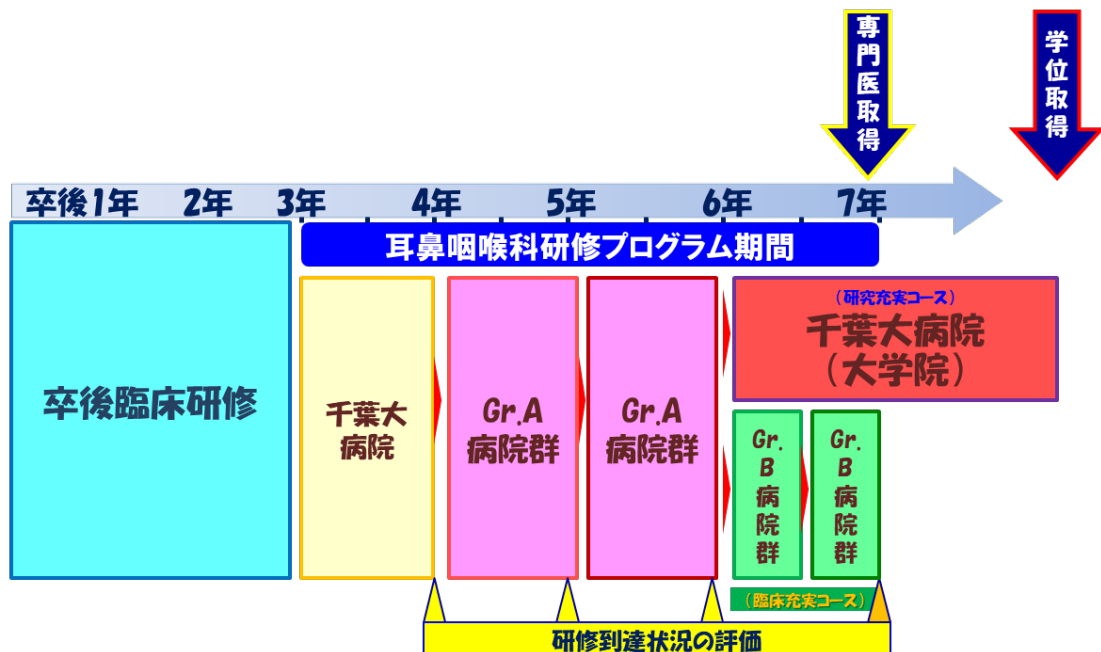 専門医取得
学位取得
卒後1年 2年 3年 4年 5年 6年 7年
耳鼻咽喉科研修プログラム期間
卒後臨床研修
千葉大
病院
Gr.A
病院群
Gr.A
病院群
(研究充実コース)
千葉大病院
(大学院)
Gr.
B
病
院
群
Gr.
B
病
院
群
(臨床充実コース)
研修到達状況の評価